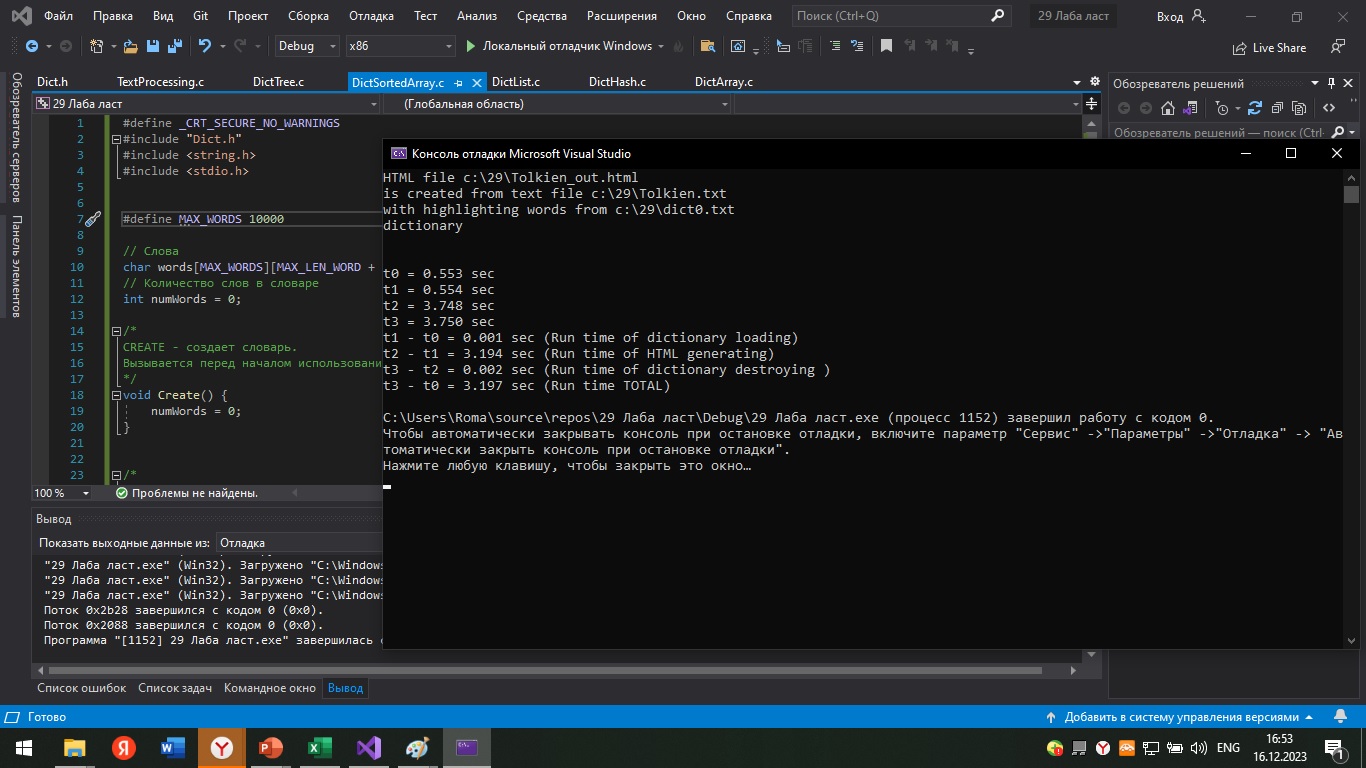 Файл Правка Вид Git Проект Сборка Отладка Тест Анализ Средства Расширения Окно Справка Поиск (Ctrl+Q) 29 Лаба ласт Вход
Debug x86 Локальный отладчик Windows Live Share
Обозреватель серверов
Панель элементов
Dict.h TextProcessing.c DictTree.c DictSortedArray.c DictList.c DictHash.c DictArray.c
29 Лаба ласт (Глобальная область)
Обозреватель решений
Обозреватель решений — поиск (Ctrl-
1 #define _CRT_SECURE_NO_WARNINGS
2 #include "Dict.h"
3 #include <string.h>
4 #include <stdio.h>
5
6
7 #define MAX_WORDS 10000
8
9 // Слова
10 char words[MAX_WORDS][MAX_LEN_WORD +
11 // Количество слов в словаре
12 int numWords = 0;
13
14 /*
15 CREATE - создает словарь.
16 Вызывается перед началом использовани
17 */
18 void Create() {
19 numWords = 0;
20 }
21
22
23 /*
100 % Проблемы не найдены.
Консоль отладки Microsoft Visual Studio
HTML file c:\29\Tolkien_out.html
is created from text file c:\29\Tolkien.txt
with highlighting words from c:\29\dict0.txt
dictionary
t0 = 0.553 sec
t1 = 0.554 sec
t2 = 3.748 sec
t3 = 3.750 sec
t1 - t0 = 0.001 sec (Run time of dictionary loading)
t2 - t1 = 3.194 sec (Run time of HTML generating)
t3 - t2 = 0.002 sec (Run time of dictionary destroying )
t3 - t0 = 3.197 sec (Run time TOTAL)
C:\Users\Roma\source\repos\29 Лаба ласт\Debug\29 Лаба ласт.exe (процесс 1152) завершил работу с кодом 0.
Чтобы автоматически закрывать консоль при остановке отладки, включите параметр "Сервис" ->"Параметры" ->"Отладка" -> "Ав
томатически закрыть консоль при остановке отладки".
Нажмите любую клавишу, чтобы закрыть это окно…
Вывод
Показать выходные данные из: Отладка
"29 Лаба ласт.exe" (Win32). Загружено "C:\Windows
"29 Лаба ласт.exe" (Win32). Загружено "C:\Windows
"29 Лаба ласт.exe" (Win32). Загружено "C:\Windows
Поток 0x2b28 завершился с кодом 0 (0x0).
Поток 0x2088 завершился с кодом 0 (0x0).
Программа "[1152] 29 Лаба ласт.exe" завершилась
Список ошибок Список задач Командное окно Вывод
Готово Добавить в систему управления версиями
ENG
16:53
16.12.2023
1